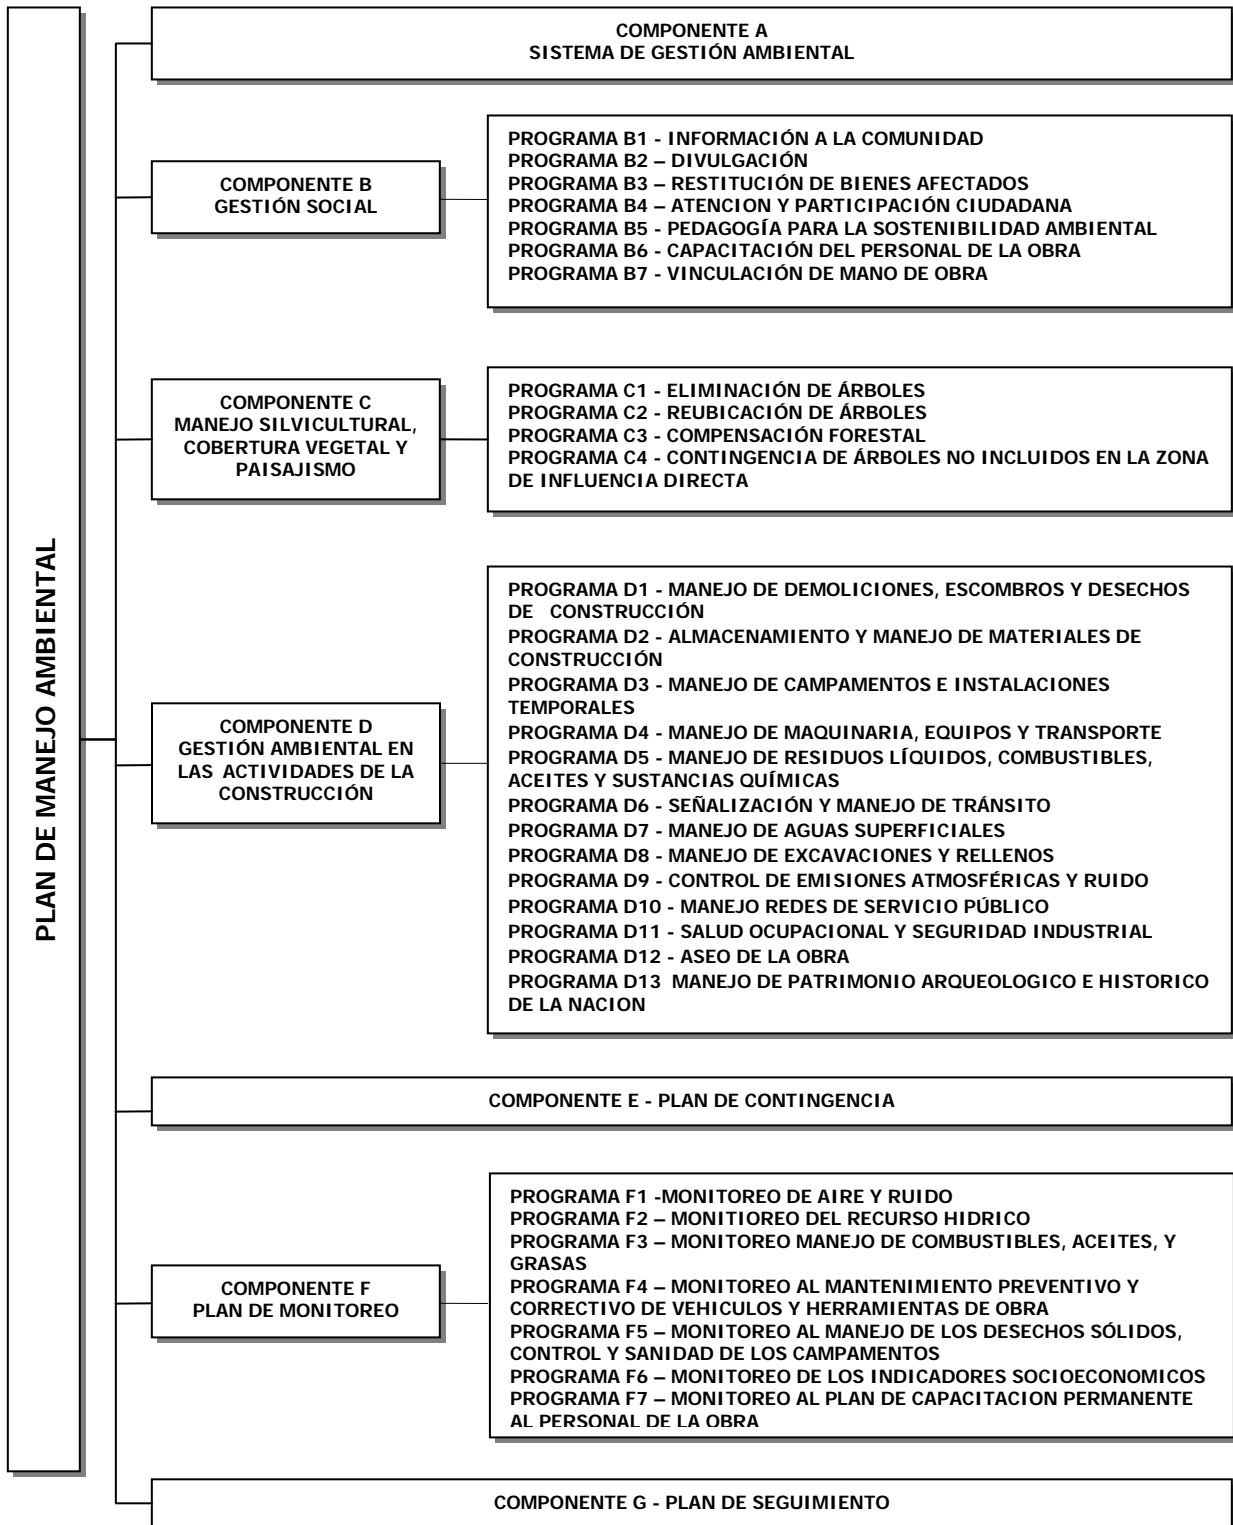 PLAN DE MANEJO AMBIENTAL
COMPONENTE A
SISTEMA DE GESTIÓN AMBIENTAL
COMPONENTE B
GESTIÓN SOCIAL
PROGRAMA B1 - INFORMACIÓN A LA COMUNIDAD
PROGRAMA B2 – DIVULGACIÓN
PROGRAMA B3 – RESTITUCIÓN DE BIENES AFECTADOS
PROGRAMA B4 – ATENCION Y PARTICIPACIÓN CIUDADANA
PROGRAMA B5 - PEDAGOGÍA PARA LA SOSTENIBILIDAD AMBIENTAL
PROGRAMA B6 - CAPACITACIÓN DEL PERSONAL DE LA OBRA
PROGRAMA B7 - VINCULACIÓN DE MANO DE OBRA
COMPONENTE C
MANEJO SILVICULTURAL,
COBERTURA VEGETAL Y
PAISAJISMO
PROGRAMA C1 - ELIMINACIÓN DE ÁRBOLES
PROGRAMA C2 - REUBICACIÓN DE ÁRBOLES
PROGRAMA C3 - COMPENSACIÓN FORESTAL
PROGRAMA C4 - CONTINGENCIA DE ÁRBOLES NO INCLUIDOS EN LA ZONA
DE INFLUENCIA DIRECTA
COMPONENTE D
GESTIÓN AMBIENTAL EN
LAS ACTIVIDADES DE LA
CONSTRUCCIÓN
PROGRAMA D1 - MANEJO DE DEMOLICIONES, ESCOMBROS Y DESECHOS
DE CONSTRUCCIÓN
PROGRAMA D2 - ALMACENAMIENTO Y MANEJO DE MATERIALES DE
CONSTRUCCIÓN
PROGRAMA D3 - MANEJO DE CAMPAMENTOS E INSTALACIONES
TEMPORALES
PROGRAMA D4 - MANEJO DE MAQUINARIA, EQUIPOS Y TRANSPORTE
PROGRAMA D5 - MANEJO DE RESIDUOS LÍQUIDOS, COMBUSTIBLES,
ACEITES Y SUSTANCIAS QUÍMICAS
PROGRAMA D6 - SEÑALIZACIÓN Y MANEJO DE TRÁNSITO
PROGRAMA D7 - MANEJO DE AGUAS SUPERFICIALES
PROGRAMA D8 - MANEJO DE EXCAVACIONES Y RELLENOS
PROGRAMA D9 - CONTROL DE EMISIONES ATMOSFÉRICAS Y RUIDO
PROGRAMA D10 - MANEJO REDES DE SERVICIO PÚBLICO
PROGRAMA D11 - SALUD OCUPACIONAL Y SEGURIDAD INDUSTRIAL
PROGRAMA D12 - ASEO DE LA OBRA
PROGRAMA D13 MANEJO DE PATRIMONIO ARQUEOLOGICO E HISTORICO
DE LA NACION
COMPONENTE E - PLAN DE CONTINGENCIA
COMPONENTE F
PLAN DE MONITOREO
PROGRAMA F1 -MONITOREO DE AIRE Y RUIDO
PROGRAMA F2 – MONITIOREO DEL RECURSO HIDRICO
PROGRAMA F3 – MONITOREO MANEJO DE COMBUSTIBLES, ACEITES, Y
GRASAS
PROGRAMA F4 – MONITOREO AL MANTENIMIENTO PREVENTIVO Y
CORRECTIVO DE VEHICULOS Y HERRAMIENTAS DE OBRA
PROGRAMA F5 – MONITOREO AL MANEJO DE LOS DESECHOS SÓLIDOS,
CONTROL Y SANIDAD DE LOS CAMPAMENTOS
PROGRAMA F6 – MONITOREO DE LOS INDICADORES SOCIOECONOMICOS
PROGRAMA F7 – MONITOREO AL PLAN DE CAPACITACION PERMANENTE
AL PERSONAL DE LA OBRA
COMPONENTE G - PLAN DE SEGUIMIENTO